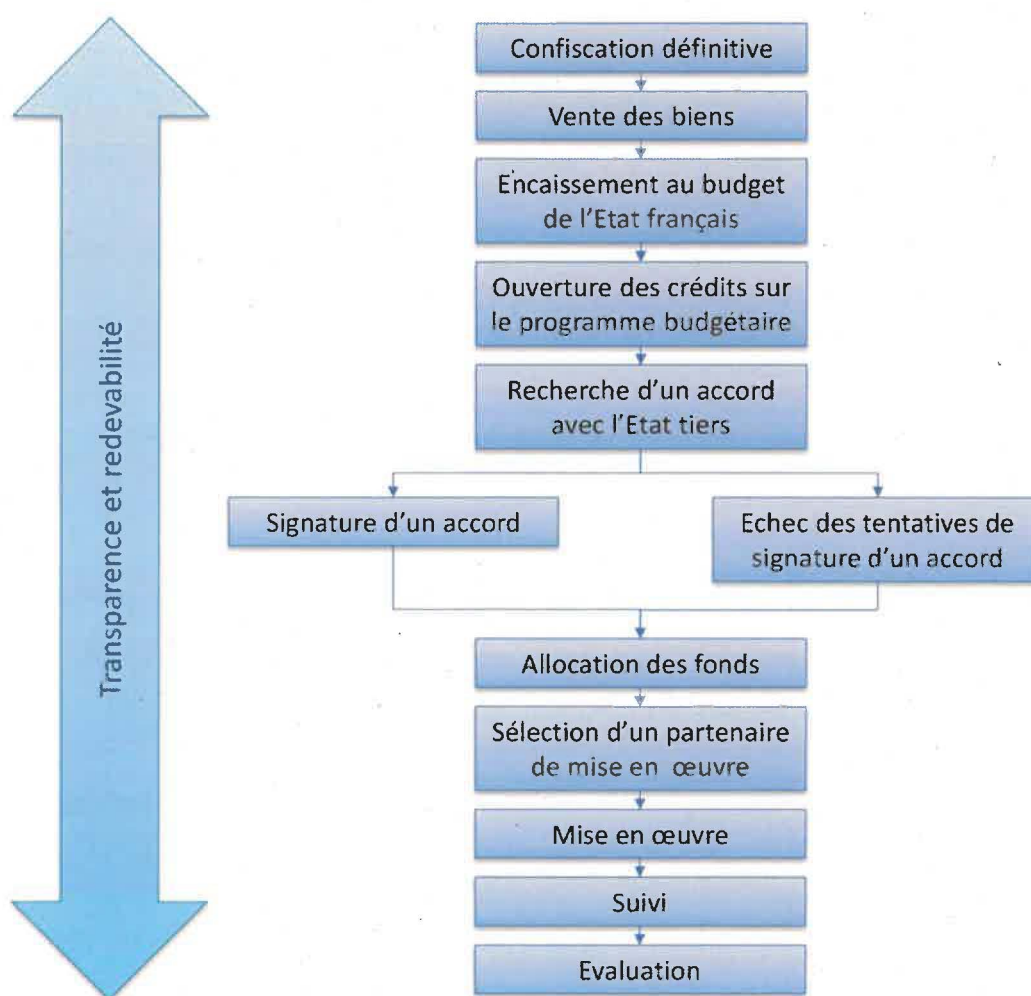 Transparence et redevabilité
Confiscation définitive
Vente des biens
Encaissement au budget
de l'Etat français
Ouverture des crédits sur
le programme budgétaire
Recherche d'un accord
avec l'Etat tiers
Signature d'un accord
Echec des tentatives de
signature d'un accord
Allocation des fonds
Sélection d'un partenaire
de mise en œuvre
Mise en œuvre
Suivi
Evaluation